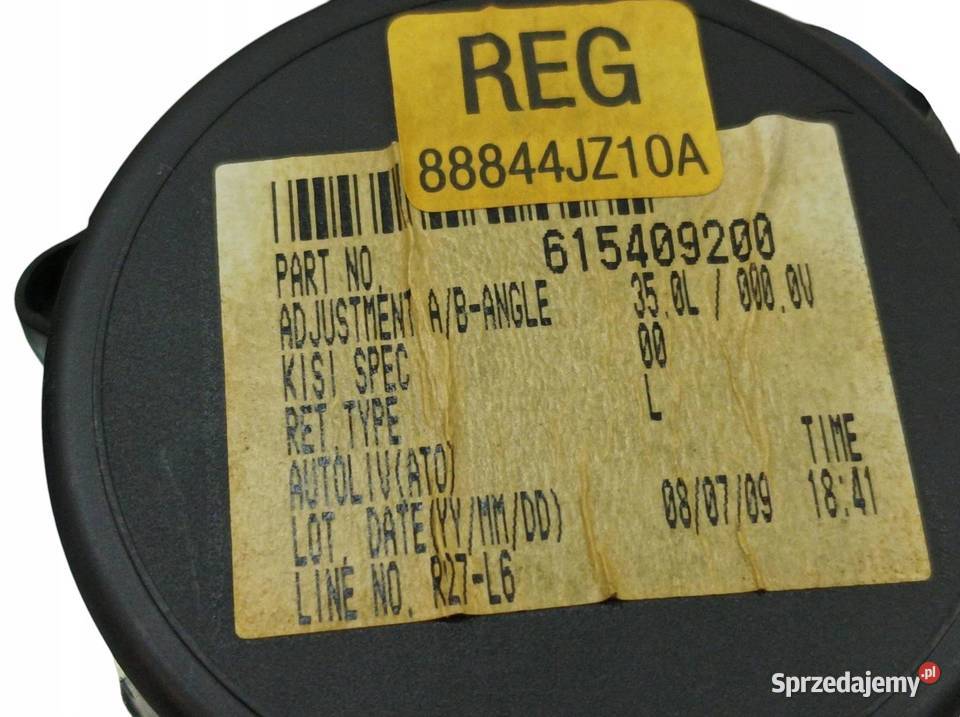 REG
88844JZ10A
PART NO. 615409200
ADJUSTMENT A/B-ANGLE 35.0L / 000.0V
KISI SPEC 00
RET.TYPE L
AUTOLIV(ATO) TIME
LOT. DATE(YY/MM/DD) 08/07/09 18:41
LINE NO. R27-L6
Sprzedajemy.pl